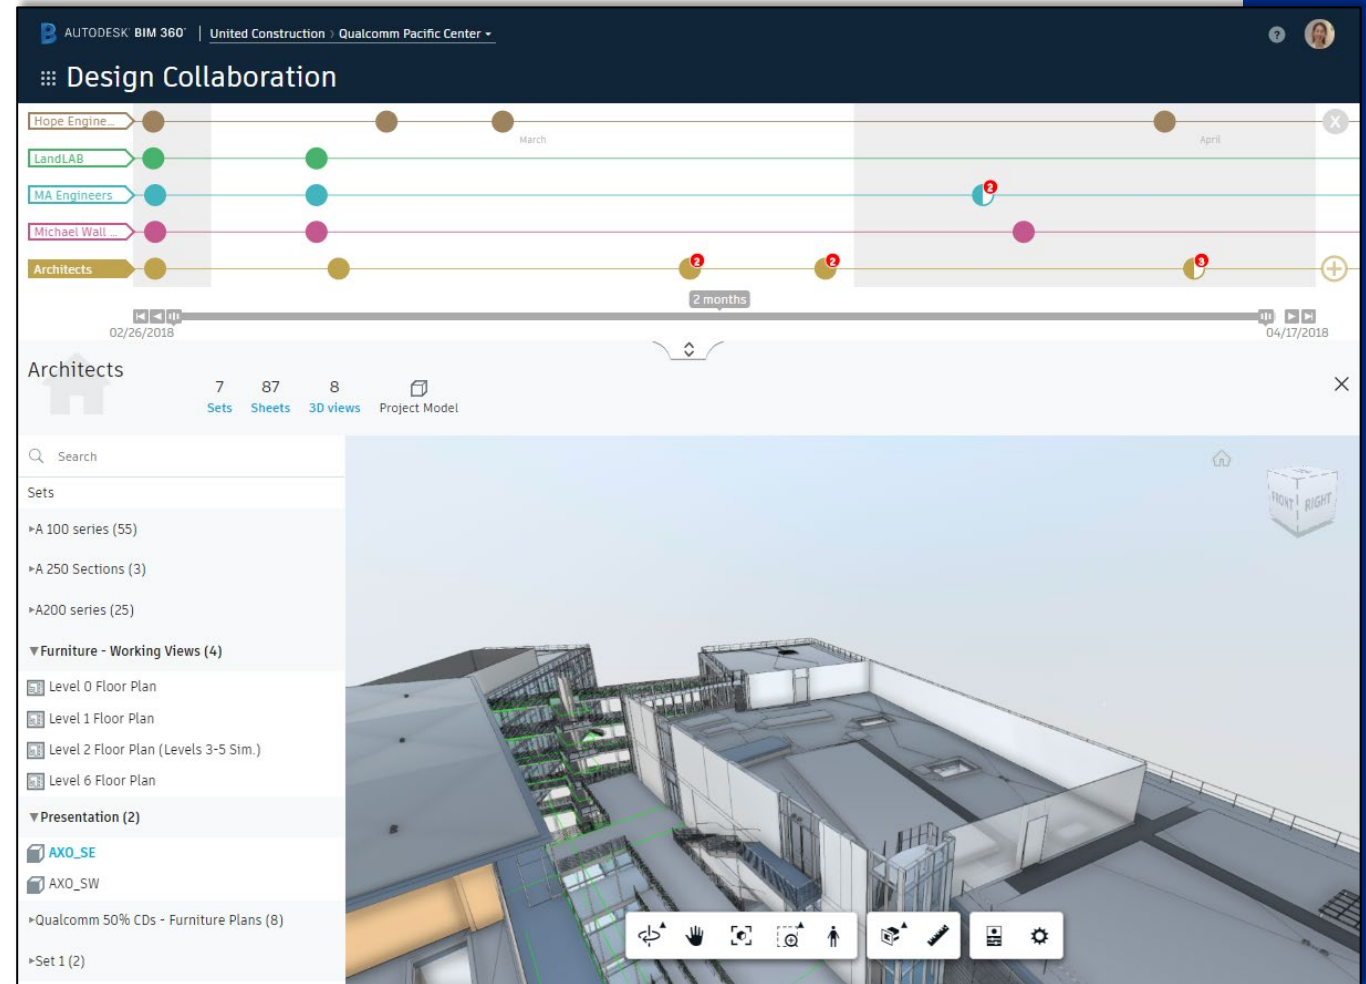 AUTODESK® BIM 360® | United Construction › Qualcomm Pacific Center
?
Design Collaboration
Hope Engine...
X
March
April
LandLAB
MA Engineers
2
Michael Wall ...
Architects
2
2
3
2 months
02/26/2018
04/17/2018
Architects
7 87 8
Sets Sheets 3D views Project Model
Search
Sets
A 100 series (55)
A 250 Sections (3)
A200 series (25)
Furniture - Working Views (4)
Level 0 Floor Plan
Level 1 Floor Plan
Level 2 Floor Plan (Levels 3-5 Sim.)
Level 6 Floor Plan
Presentation (2)
AXO_SE
AXO_SW
Qualcomm 50% CDs - Furniture Plans (8)
Set 1 (2)
FRONT RIGHT